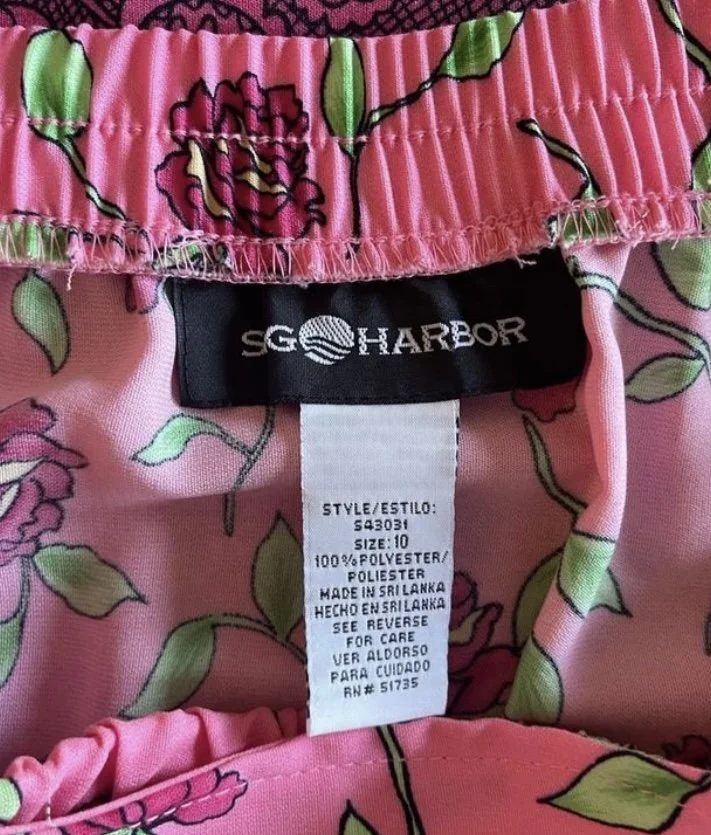 SG HARBOR
STYLE/ESTILO:
S43031
SIZE: 10
100% POLYESTER/
POLIESTER
MADE IN SRI LANKA
HECHO EN SRI LANKA
SEE REVERSE
FOR CARE
VER ALDORSO
PARA CUIDADO
RN# 51735